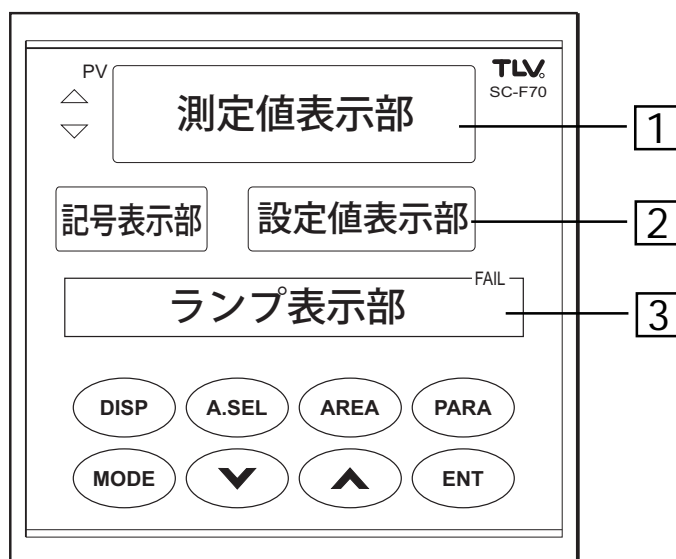 PV
TLV
SC-F70
測定値表示部
1
記号表示部
設定値表示部
2
FAIL
ランプ表示部
3
DISP
A.SEL
AREA
PARA
MODE
ENT